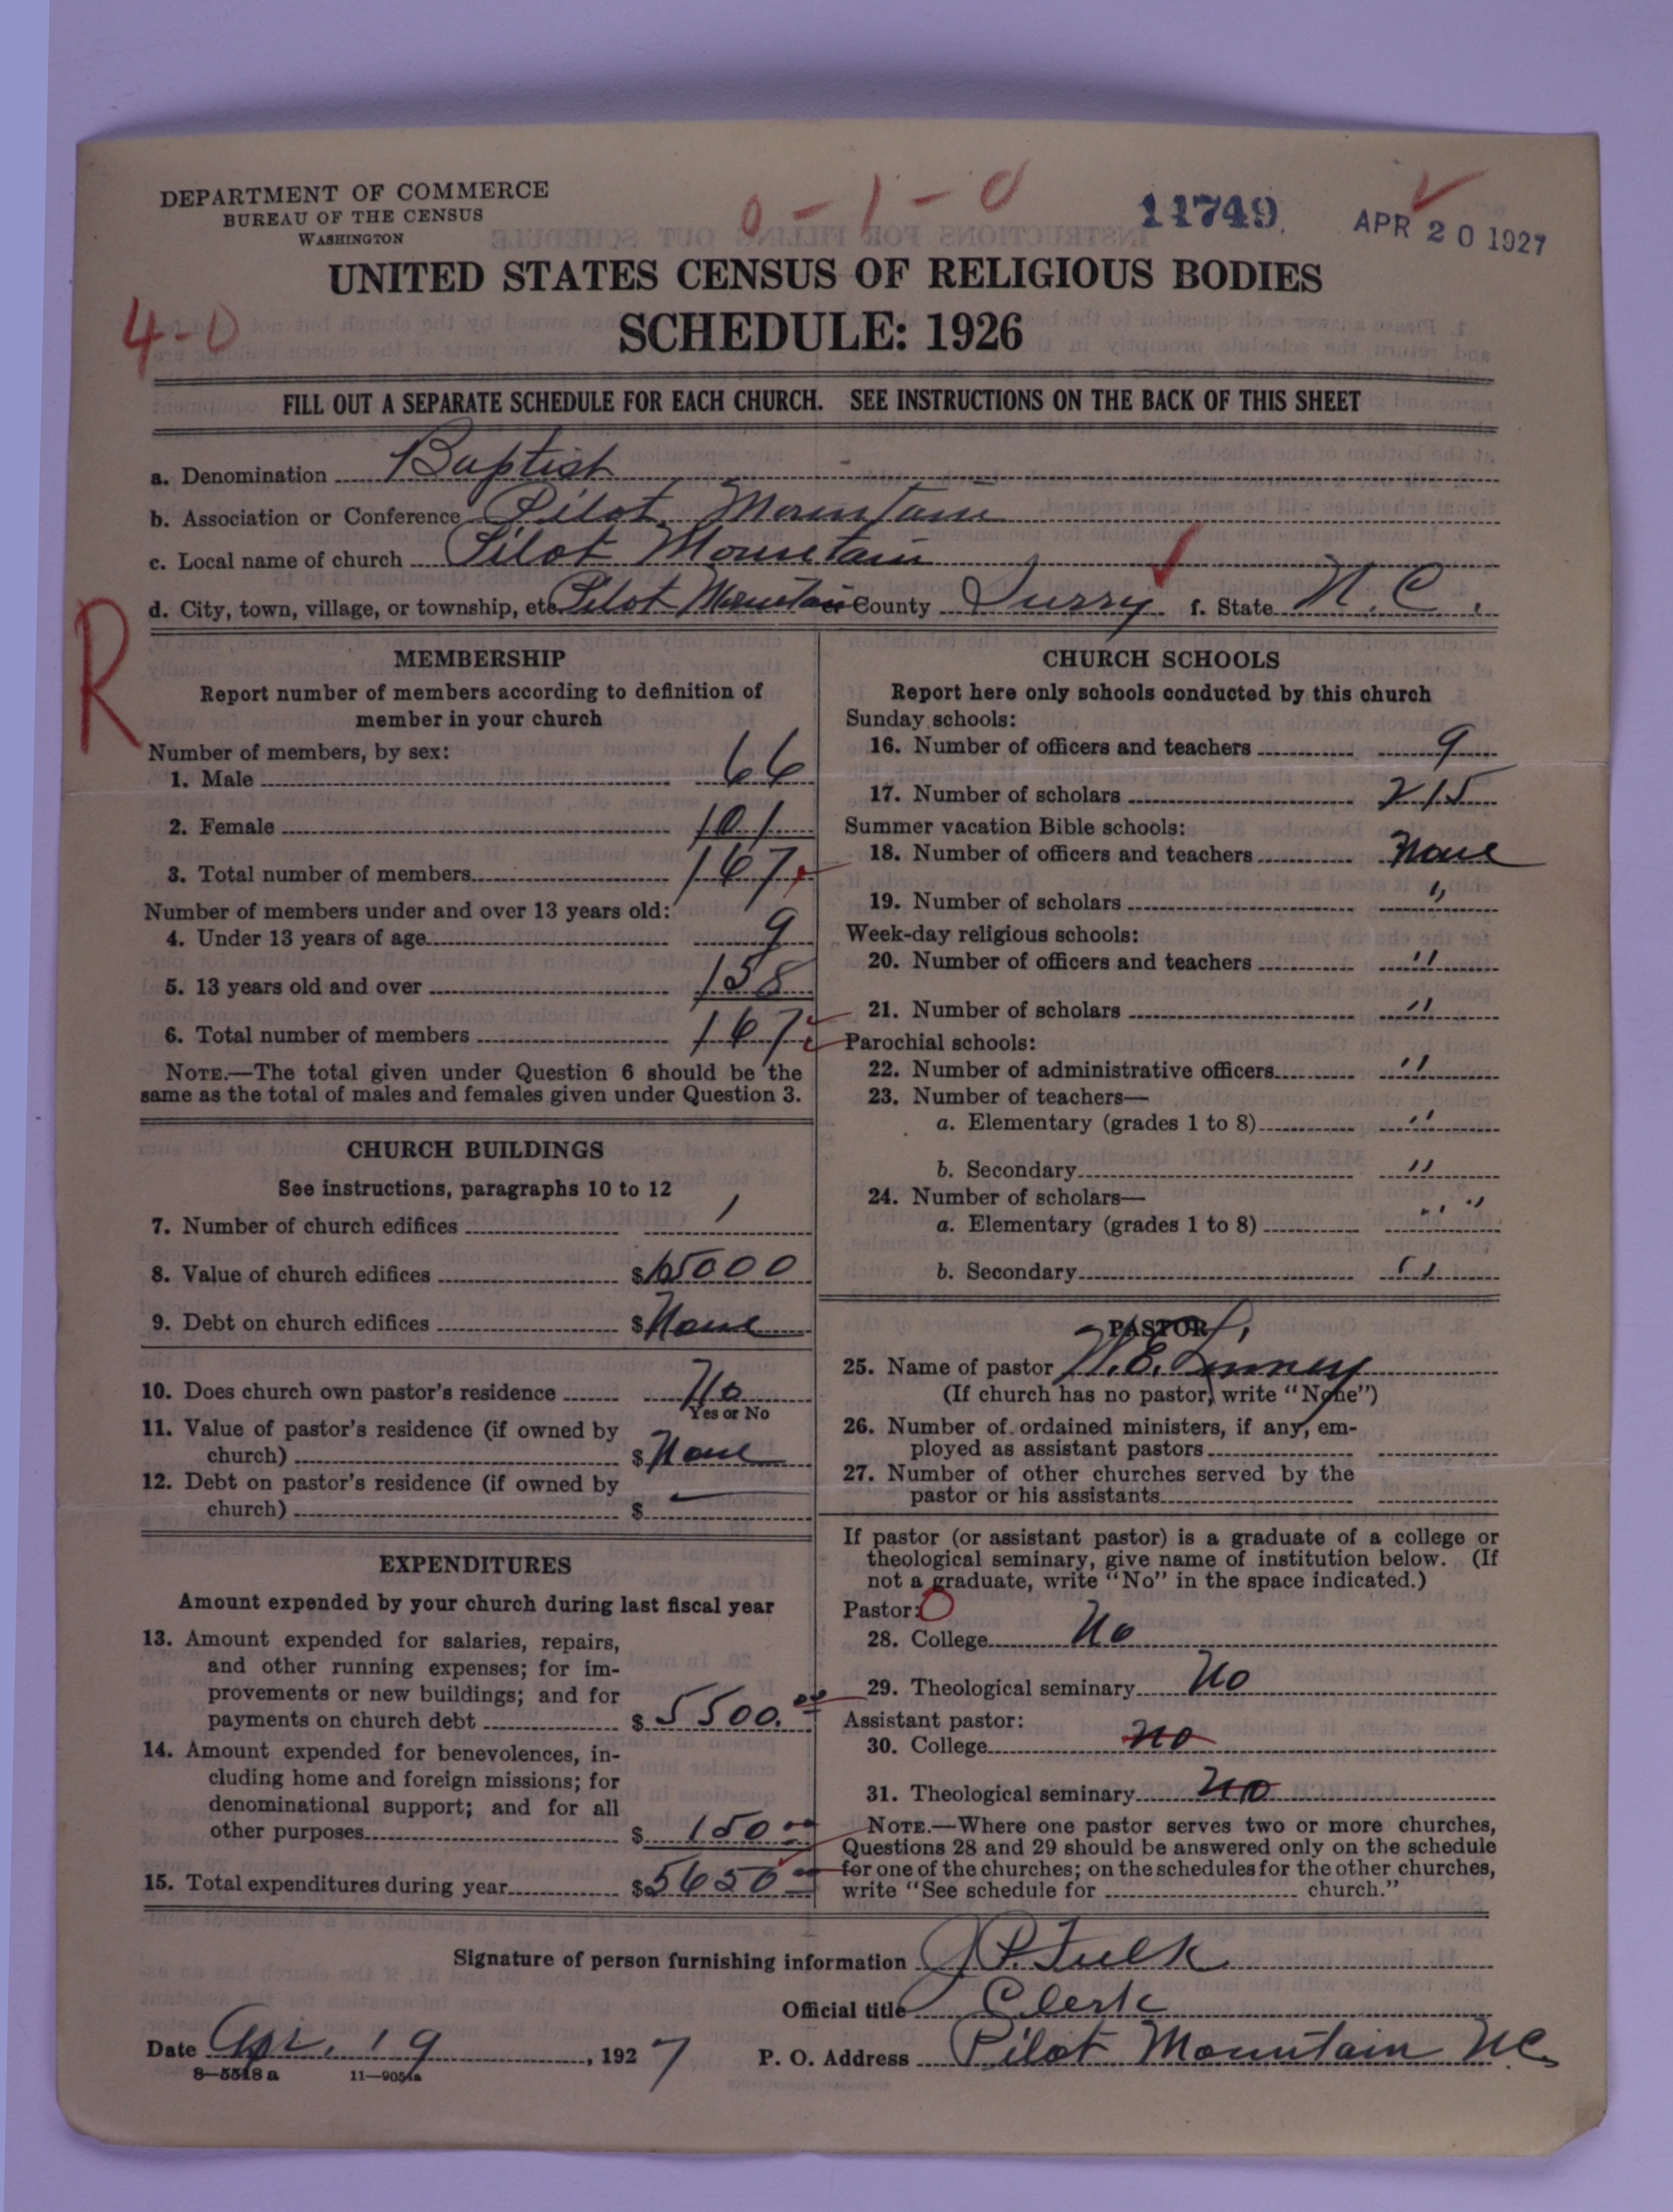 DEPARTMENT OF COMMERCE
BUREAU OF THE CENSUS
WASHINGTON
0 - 1 - 0
11749.
APR 20 1927
UNITED STATES CENSUS OF RELIGIOUS BODIES
4-0
SCHEDULE: 1926
FILL OUT A SEPARATE SCHEDULE FOR EACH CHURCH. SEE INSTRUCTIONS ON THE BACK OF THIS SHEET
a. Denomination Baptist
b. Association or Conference Pilot Mountain
c. Local name of church Pilot Mountain
d. City, town, village, or township, etc. Pilot Mountain e. County Surry f. State N. C.
R
MEMBERSHIP
Report number of members according to definition of
member in your church
Number of members, by sex:
1. Male 66
2. Female 101
3. Total number of members 167
Number of members under and over 13 years old:
4. Under 13 years of age 9
5. 13 years old and over 158
6. Total number of members 167
NOTE.—The total given under Question 6 should be the
same as the total of males and females given under Question 3.
CHURCH BUILDINGS
See instructions, paragraphs 10 to 12
7. Number of church edifices 1
8. Value of church edifices $ 15000
9. Debt on church edifices $ None
10. Does church own pastor's residence No
Yes or No
11. Value of pastor's residence (if owned by
church) $ None
12. Debt on pastor's residence (if owned by
church) $ —
EXPENDITURES
Amount expended by your church during last fiscal year
13. Amount expended for salaries, repairs,
and other running expenses; for im-
provements or new buildings; and for
payments on church debt $ 5500.00
14. Amount expended for benevolences, in-
cluding home and foreign missions; for
denominational support; and for all
other purposes $ 150 00
15. Total expenditures during year $ 5650 00
CHURCH SCHOOLS
Report here only schools conducted by this church
Sunday schools:
16. Number of officers and teachers 9
17. Number of scholars 215
Summer vacation Bible schools:
18. Number of officers and teachers None
19. Number of scholars "
Week-day religious schools:
20. Number of officers and teachers "
21. Number of scholars "
Parochial schools:
22. Number of administrative officers "
23. Number of teachers—
a. Elementary (grades 1 to 8) "
b. Secondary "
24. Number of scholars—
a. Elementary (grades 1 to 8) " "
b. Secondary "
PASTOR
25. Name of pastor W. E. Linney
(If church has no pastor, write "None")
26. Number of ordained ministers, if any, em-
ployed as assistant pastors
27. Number of other churches served by the
pastor or his assistants
If pastor (or assistant pastor) is a graduate of a college or
theological seminary, give name of institution below. (If
not a graduate, write "No" in the space indicated.)
Pastor: 0
28. College No
29. Theological seminary No
Assistant pastor:
30. College No
31. Theological seminary No
NOTE.—Where one pastor serves two or more churches,
Questions 28 and 29 should be answered only on the schedule
for one of the churches; on the schedules for the other churches,
write "See schedule for church."
Signature of person furnishing information J P. Fulk
Official title Clerk
Date Apr. 19, 1927
P. O. Address Pilot Mountain N.C.
8—5518 a 11—9054a